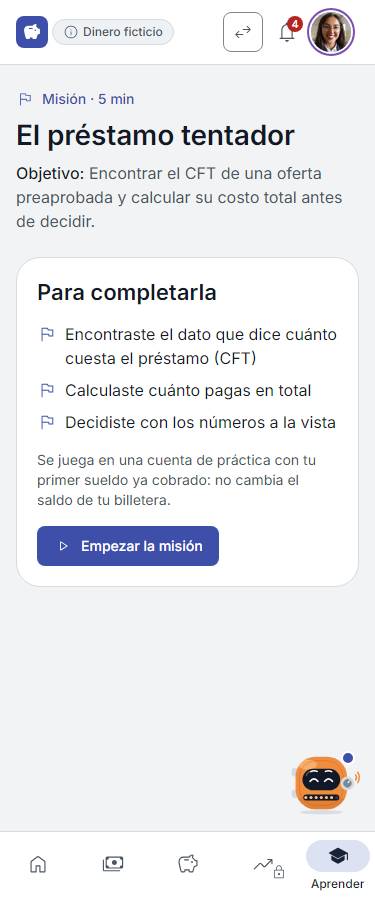 Dinero ficticio
4
Misión · 5 min
El préstamo tentador
Objetivo: Encontrar el CFT de una oferta
preaprobada y calcular su costo total antes
de decidir.
Para completarla
Encontraste el dato que dice cuánto
cuesta el préstamo (CFT)
Calculaste cuánto pagas en total
Decidiste con los números a la vista
Se juega en una cuenta de práctica con tu
primer sueldo ya cobrado: no cambia el
saldo de tu billetera.
Empezar la misión
Aprender